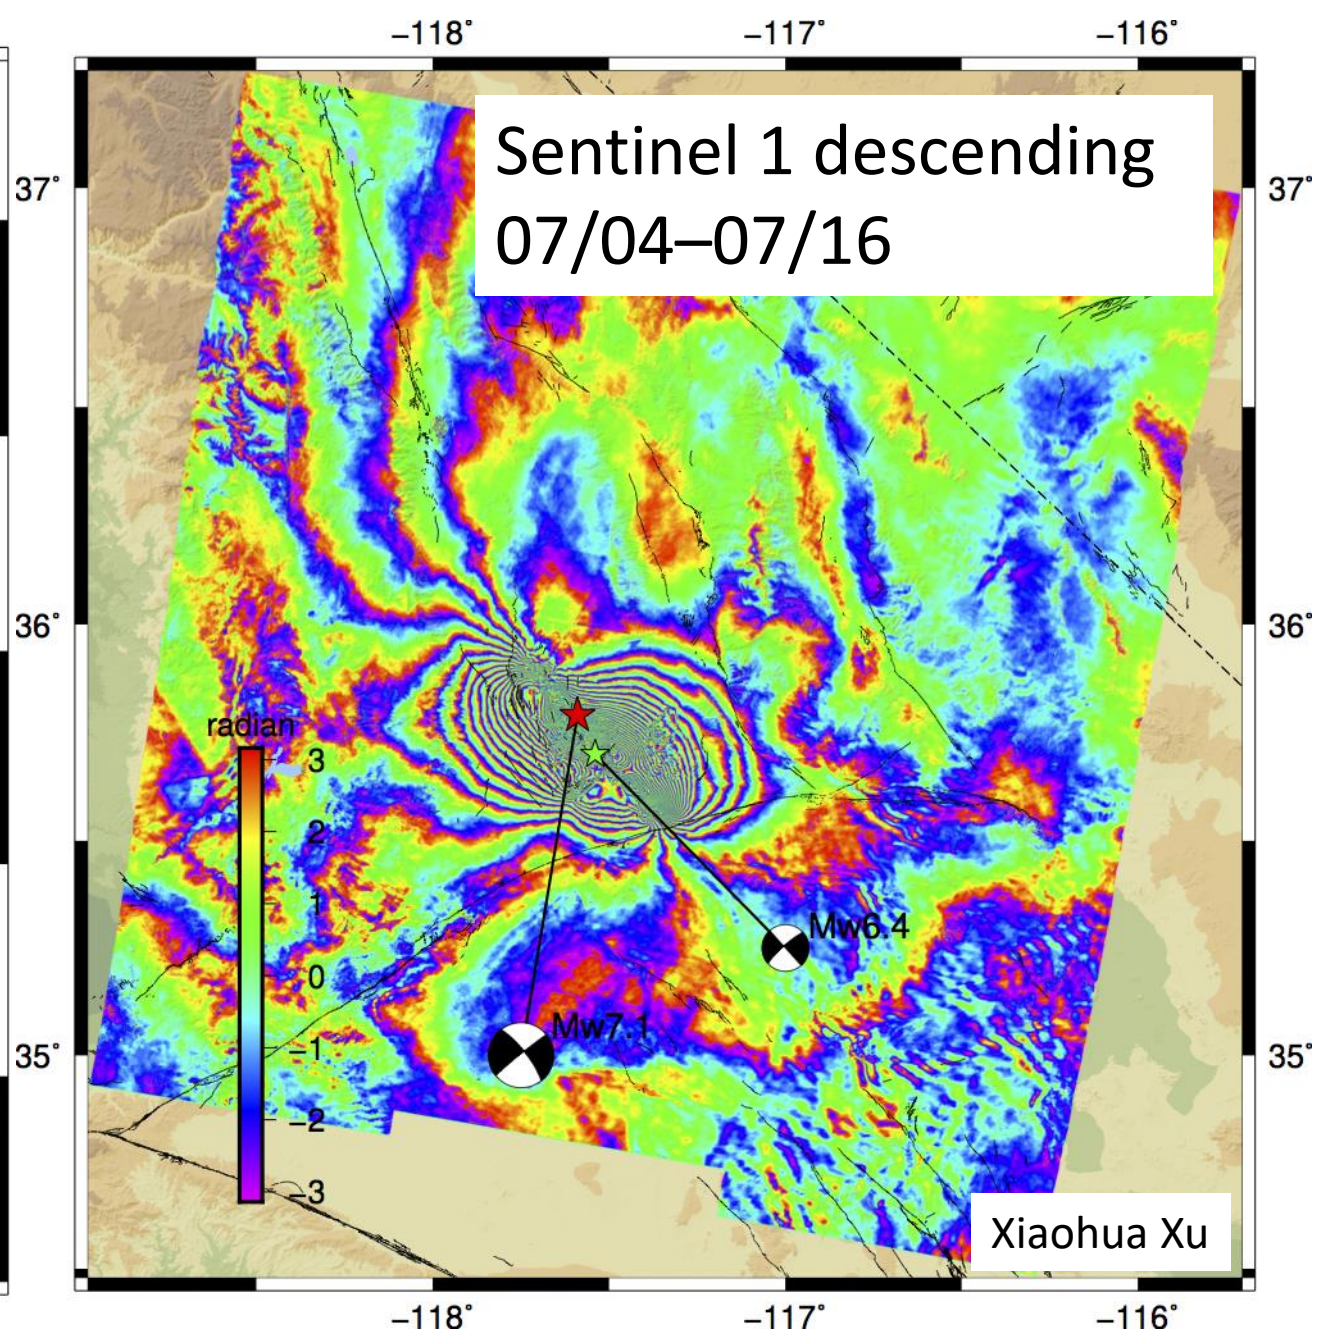 −118˚ −117˚ −116˚
Sentinel 1 descending
07/04–07/16
37˚ 37˚
36˚ 36˚
radian
3
2
1
0
−1
−2
−3
Mw6.4
Mw7.1
35˚ 35˚
Xiaohua Xu
−118˚ −117˚ −116˚